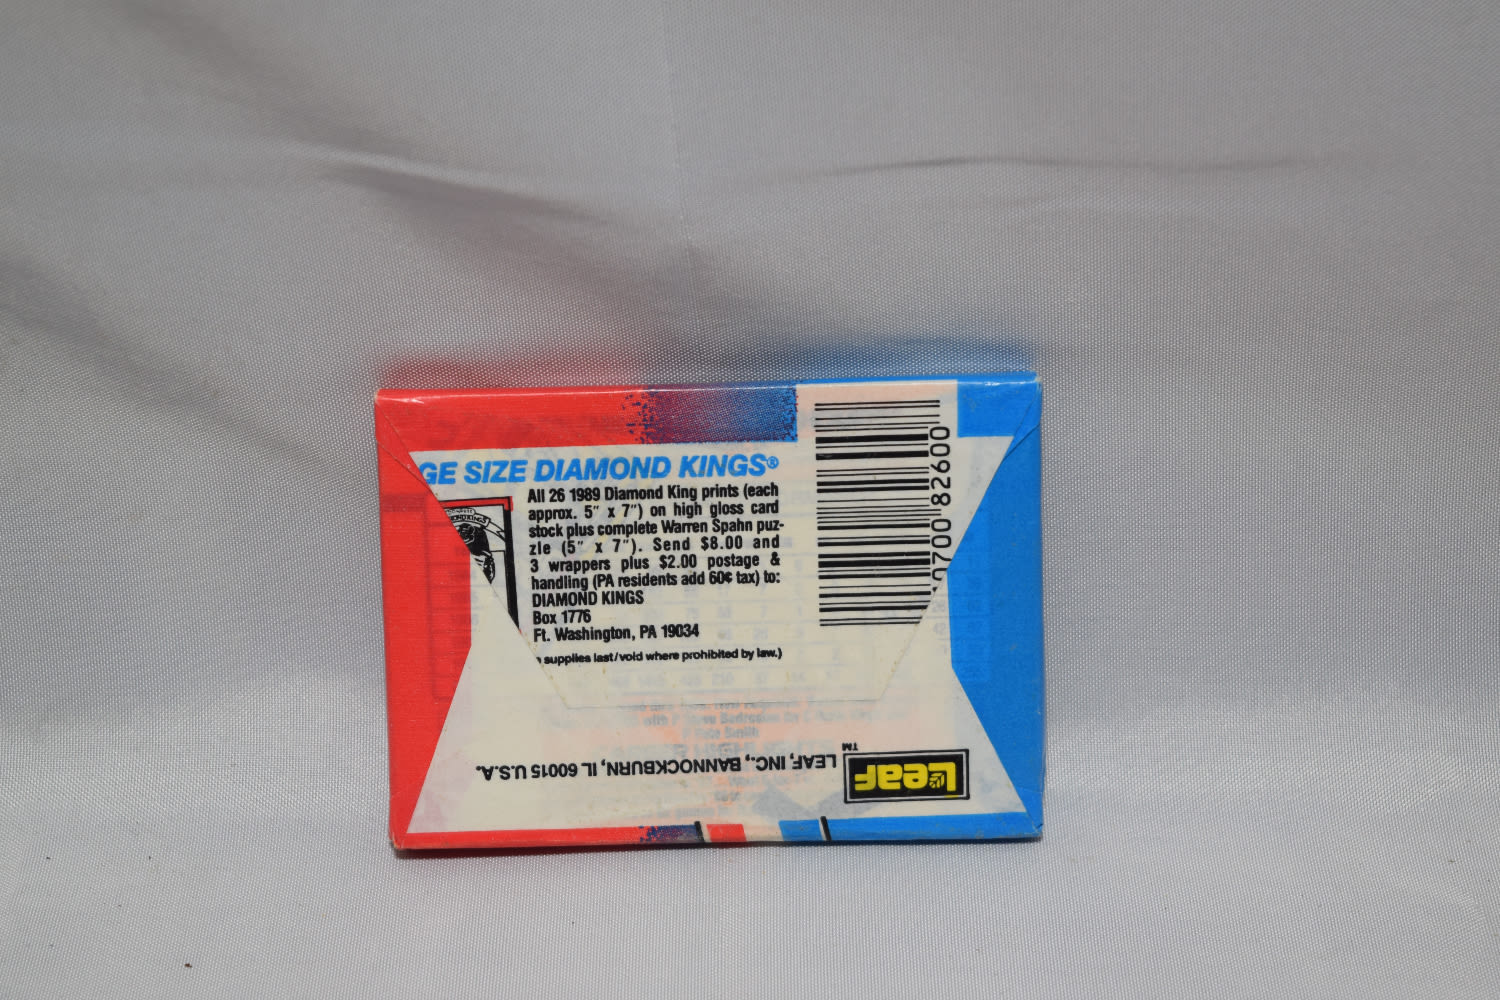 GE SIZE DIAMOND KINGS®
All 26 1989 Diamond King prints (each
approx. 5" x 7") on high gloss card
stock plus complete Warren Spahn puz-
zle (5" x 7"). Send $8.00 and
3 wrappers plus $2.00 postage &
handling (PA residents add 60¢ tax) to:
DIAMOND KINGS
Box 1776
Ft. Washington, PA 19034
supplies last/void where prohibited by law.)
0700 82600
Leaf
TM
LEAF, INC., BANNOCKBURN, IL 60015 U.S.A.